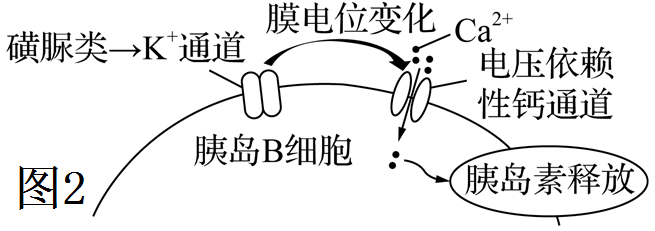 膜电位变化
Ca²⁺
磺脲类→K⁺通道
电压依赖
性钙通道
胰岛B细胞
胰岛素释放
图2